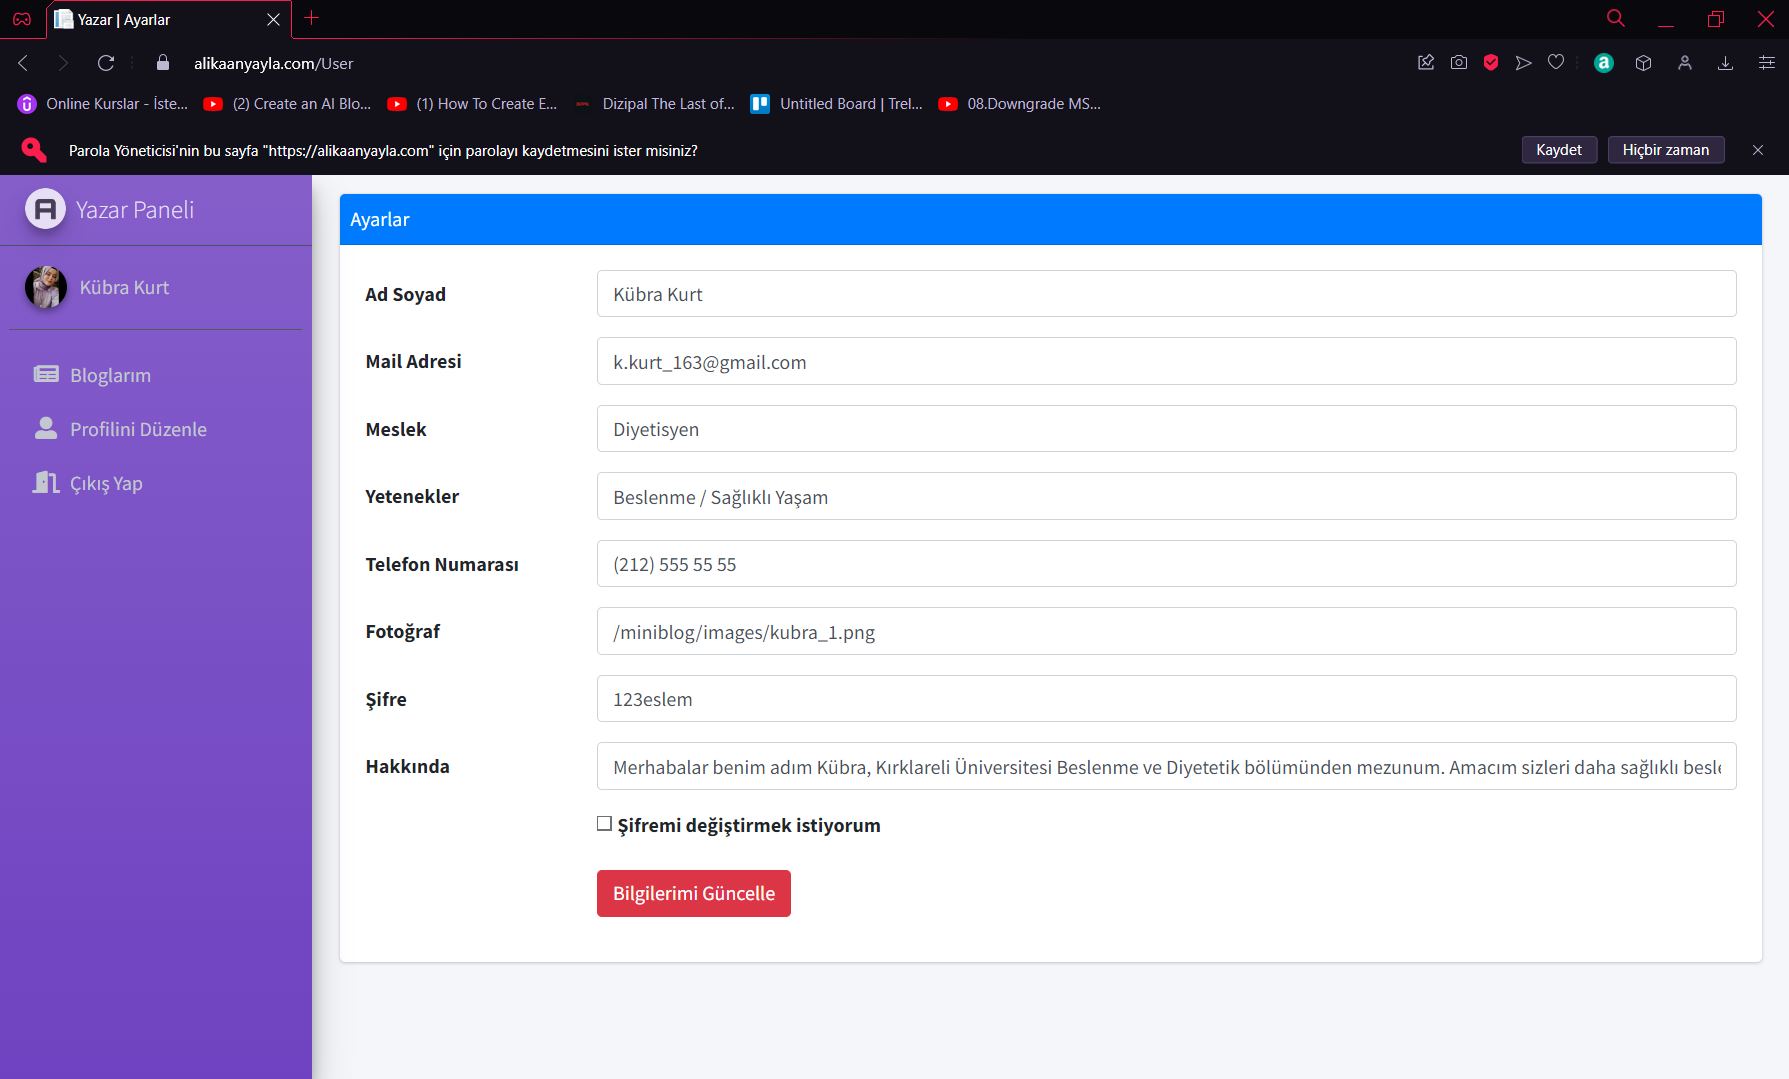 Yazar | Ayarlar
alikaanyayla.com/User
Online Kurslar - İste...
(2) Create an AI Blo...
(1) How To Create E...
Dizipal The Last of...
Untitled Board | Trel...
08.Downgrade MS...
Parola Yöneticisi'nin bu sayfa "https://alikaanyayla.com" için parolayı kaydetmesini ister misiniz?
Kaydet
Hiçbir zaman
Yazar Paneli
Kübra Kurt
Bloglarım
Profilini Düzenle
Çıkış Yap
Ayarlar
Ad Soyad
Kübra Kurt
Mail Adresi
k.kurt_163@gmail.com
Meslek
Diyetisyen
Yetenekler
Beslenme / Sağlıklı Yaşam
Telefon Numarası
(212) 555 55 55
Fotoğraf
/miniblog/images/kubra_1.png
Şifre
123eslem
Hakkında
Merhabalar benim adım Kübra, Kırklareli Üniversitesi Beslenme ve Diyetetik bölümünden mezunum. Amacım sizleri daha sağlıklı besle
Şifremi değiştirmek istiyorum
Bilgilerimi Güncelle